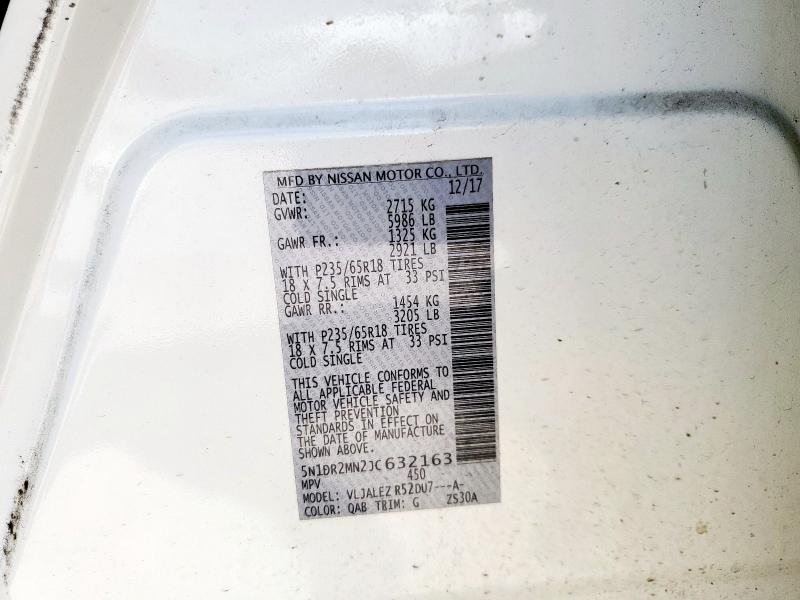 MFD BY NISSAN MOTOR CO., LTD.
DATE: 12/17
GVWR: 2715 KG
5986 LB
GAWR FR.: 1325 KG
2921 LB
WITH P235/65R18 TIRES
18 X 7.5 RIMS AT 33 PSI
COLD SINGLE
GAWR RR.: 1454 KG
3205 LB
WITH P235/65R18 TIRES
18 X 7.5 RIMS AT 33 PSI
COLD SINGLE
THIS VEHICLE CONFORMS TO
ALL APPLICABLE FEDERAL
MOTOR VEHICLE SAFETY AND
THEFT PREVENTION
STANDARDS IN EFFECT ON
THE DATE OF MANUFACTURE
SHOWN ABOVE.
5N1DR2MN2JC632163
MPV 450
MODEL: VLJALEZ R52DU7---A-
COLOR: QAB TRIM: G ZS30A